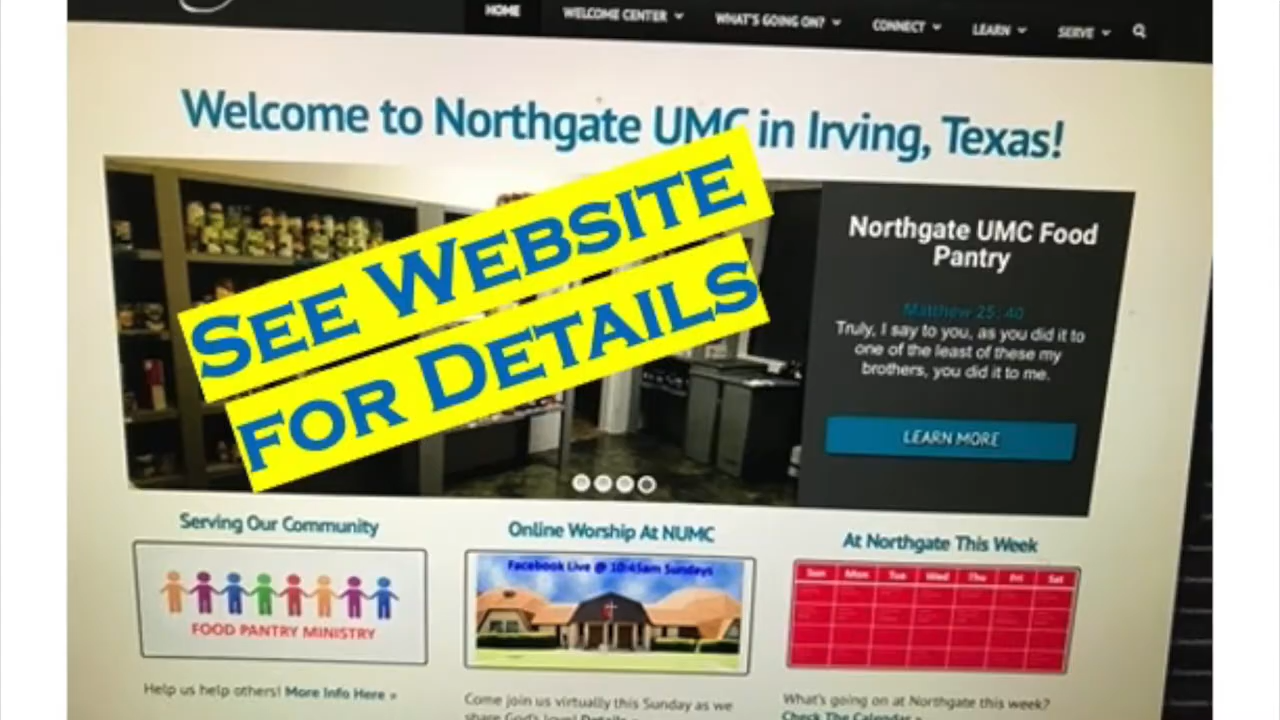 HOME WELCOME CENTER WHAT'S GOING ON? CONNECT LEARN SERVE
Welcome to Northgate UMC in Irving, Texas!
SEE WEBSITE
FOR DETAILS
Northgate UMC Food
Pantry
Matthew 25: 40
Truly, I say to you, as you did it to
one of the least of these my
brothers, you did it to me.
LEARN MORE
Serving Our Community
FOOD PANTRY MINISTRY
Help us help others! More Info Here »
Online Worship At NUMC
Facebook Live @ 10:45am Sundays
Come join us virtually this Sunday as we
share God's love! Details »
At Northgate This Week
Sun Mon Tue Wed Thu Fri Sat
What's going on at Northgate this week?
Check The Calendar »